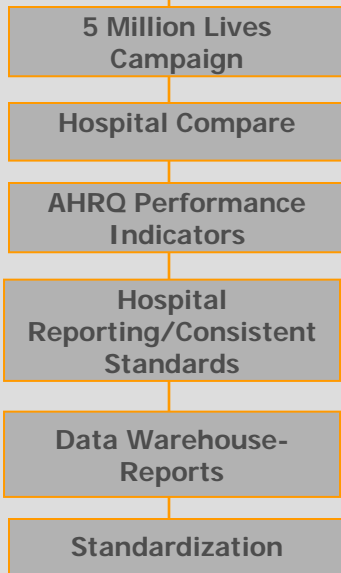 5 Million Lives
Campaign
Hospital Compare
AHRQ Performance
Indicators
Hospital
Reporting/Consistent
Standards
Data Warehouse-
Reports
Standardization